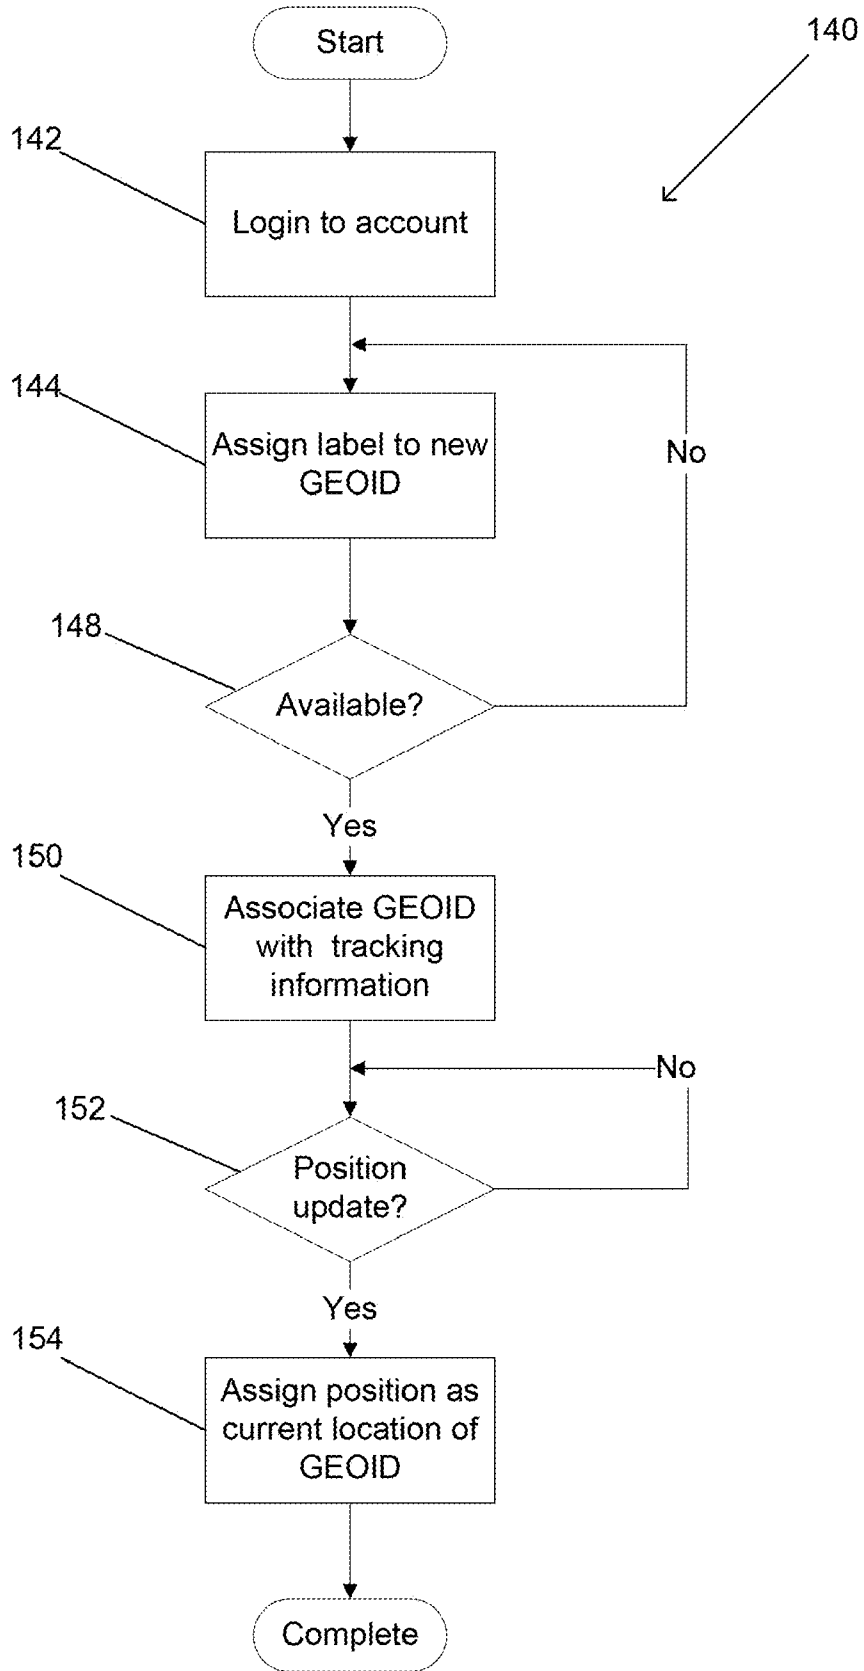 Start
140
142
Login to account
144
Assign label to new
GEOID
No
148
Available?
Yes
150
Associate GEOID
with tracking
information
No
152
Position
update?
Yes
154
Assign position as
current location of
GEOID
Complete